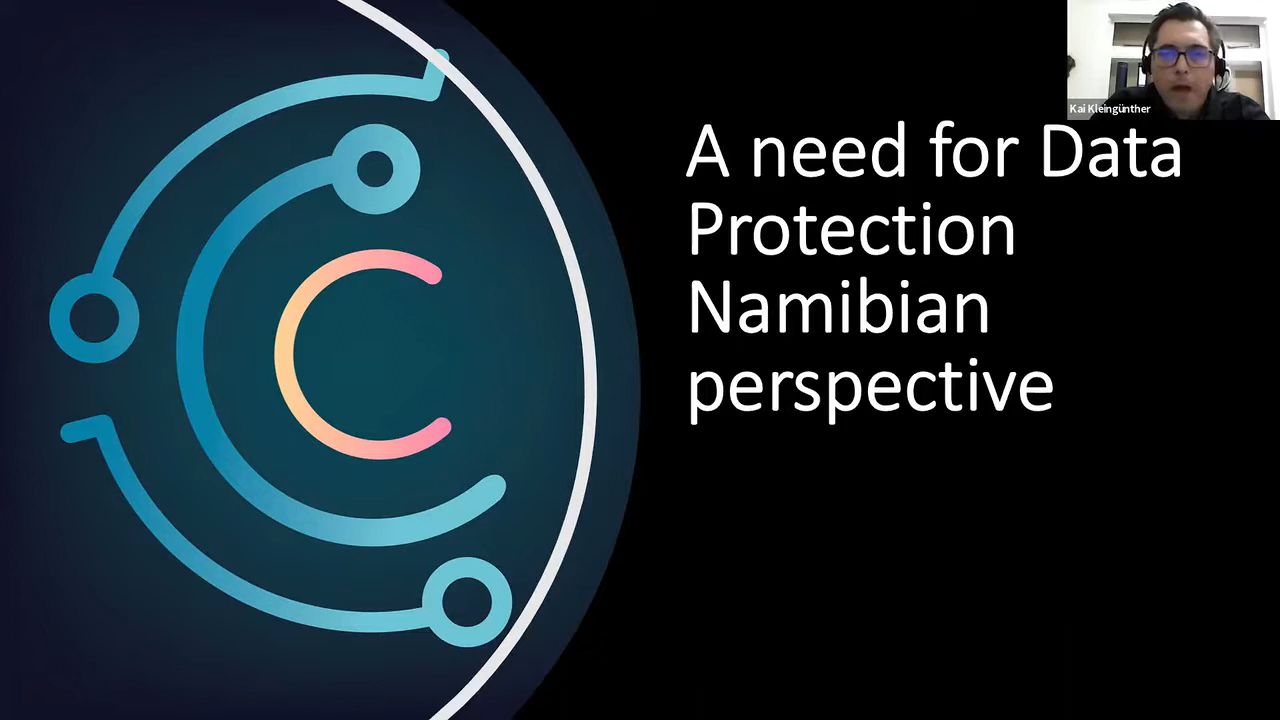 Kai Kleingünther
A need for Data
Protection
Namibian
perspective